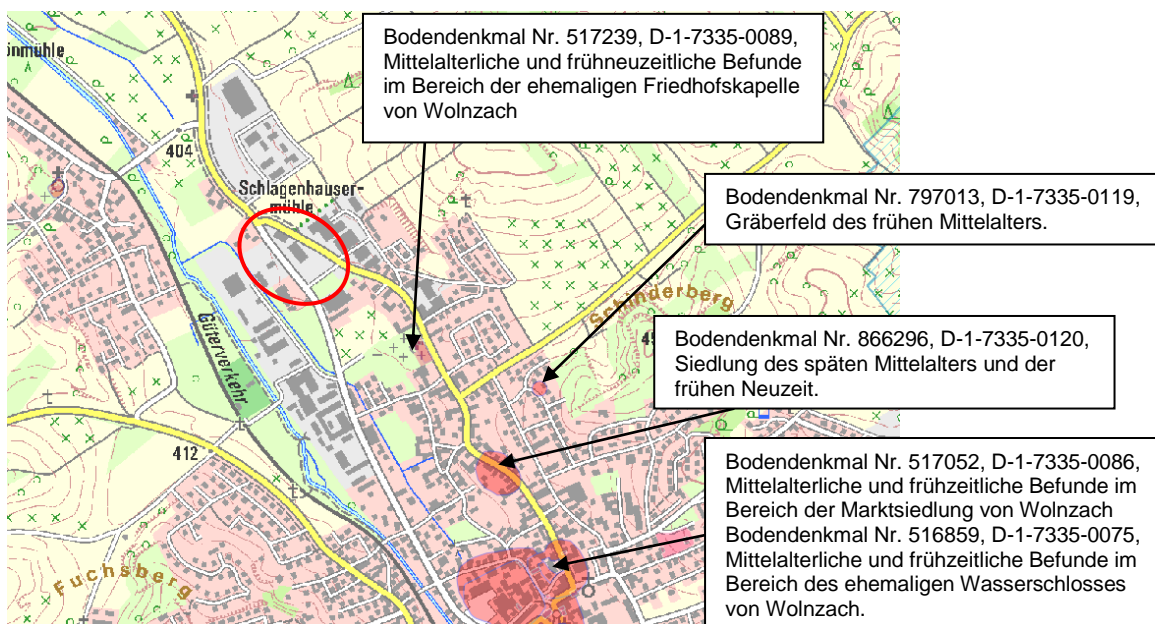 Bodendenkmal Nr. 517239, D-1-7335-0089,
Mittelalterliche und frühneuzeitliche Befunde
im Bereich der ehemaligen Friedhofskapelle
von Wolnzach
önmühle
404
Schlagenhauser-
mühle
Bodendenkmal Nr. 797013, D-1-7335-0119,
Gräberfeld des frühen Mittelalters.
Schinderberg
Güterverkehr
Bodendenkmal Nr. 866296, D-1-7335-0120,
Siedlung des späten Mittelalters und der
frühen Neuzeit.
412
Bodendenkmal Nr. 517052, D-1-7335-0086,
Mittelalterliche und frühzeitliche Befunde im
Bereich der Marktsiedlung von Wolnzach
Bodendenkmal Nr. 516859, D-1-7335-0075,
Mittelalterliche und frühzeitliche Befunde im
Bereich des ehemaligen Wasserschlosses
von Wolnzach.
Fuchsberg